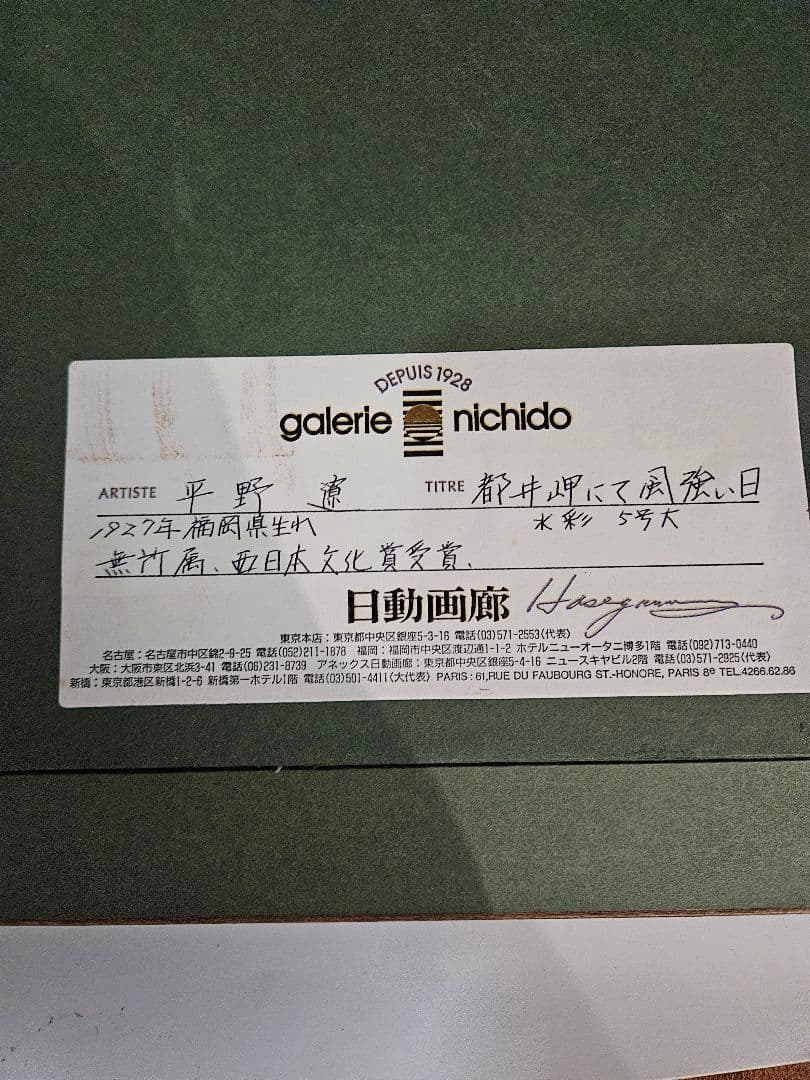 DEPUIS 1928
galerie nichido
ARTISTE 平野 遼 TITRE 都井岬にて風強い日
1927年福岡県生れ 水彩 5号大
無所属、西日本文化賞受賞、
日動画廊 Hasegawa
東京本店：東京都中央区銀座5-3-16 電話(03)571-2553〈代表〉
名古屋：名古屋市中区錦2-9-25 電話(052)211-1878 福岡：福岡市中央区渡辺通1-1-2 ホテルニューオータニ博多1階 電話(092)713-0440
大阪：大阪市東区北浜3-41 電話(06)231-8739 アネックス日動画廊：東京都中央区銀座5-4-16 ニュースキヤビル2階 電話(03)571-2925〈代表〉
新橋：東京都港区新橋1-2-6 新橋第一ホテル1階 電話(03)501-4411〈大代表〉 PARIS : 61,RUE DU FAUBOURG ST.-HONORE, PARIS 8e TEL.4266.62.86